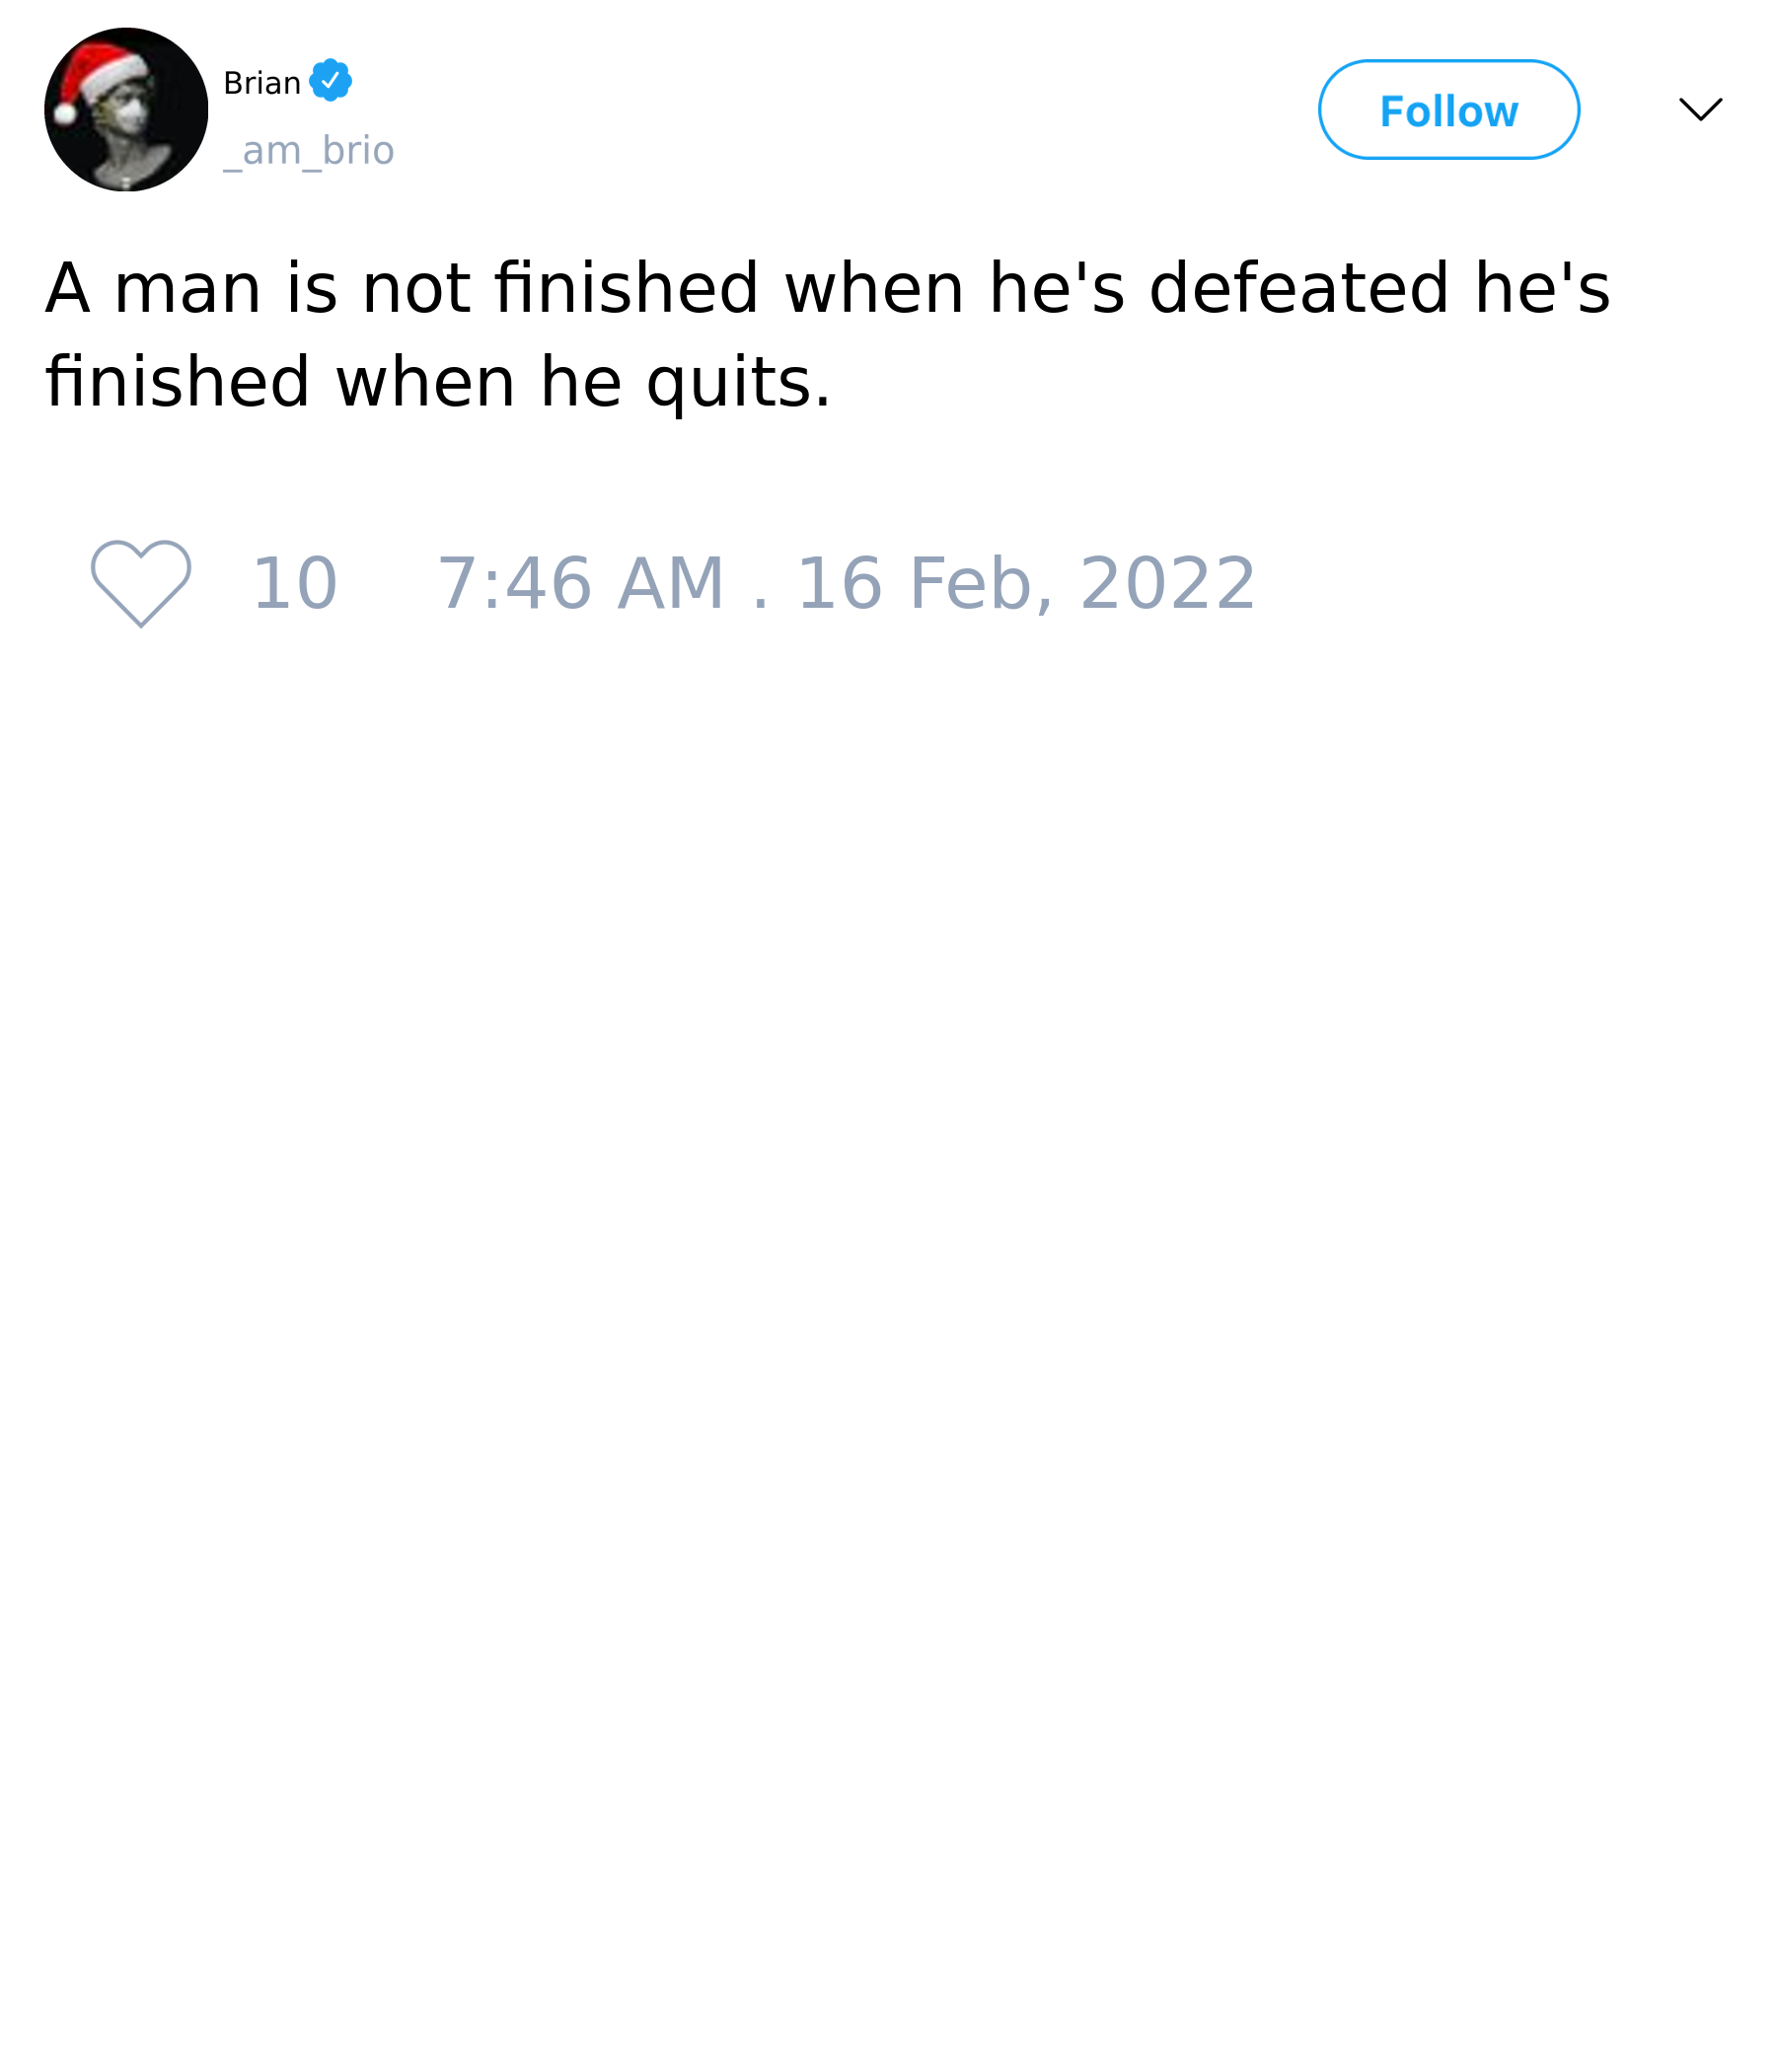 Brian
_am_brio
Follow
A man is not finished when he's defeated he's
finished when he quits.
10 7:46 AM . 16 Feb, 2022